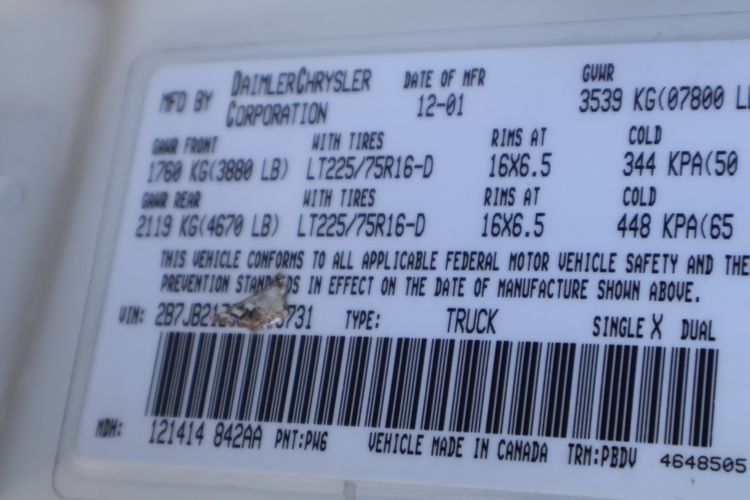 MFD BY DAIMLERCHRYSLER CORPORATION DATE OF MFR 12-01 GVWR 3539 KG(07800 L
GAWR FRONT WITH TIRES RIMS AT COLD
1760 KG(3880 LB) LT225/75R16-D 16X6.5 344 KPA(50
GAWR REAR WITH TIRES RIMS AT COLD
2119 KG(4670 LB) LT225/75R16-D 16X6.5 448 KPA(65
THIS VEHICLE CONFORMS TO ALL APPLICABLE FEDERAL MOTOR VEHICLE SAFETY AND THE
PREVENTION IN EFFECT ON THE DATE OF MANUFACTURE SHOWN ABOVE.
VIN: TYPE: TRUCK SINGLE X DUAL
MDH: 121414 842AA PNT:PW6 VEHICLE MADE IN CANADA TRM:PBDV 4648505